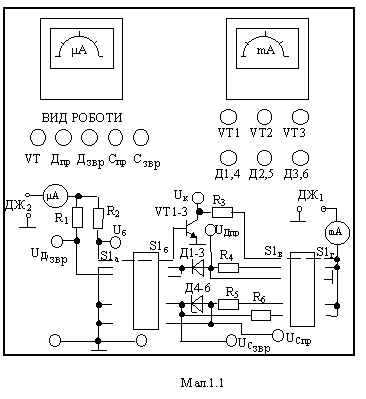 µA mA
ВИД РОБОТИ
VT1 VT2 VT3
VT Дпр Дзвр Спр Сзвр
Д1,4 Д2,5 Д3,6
ДЖ2 µA Uк R3 ДЖ1
R1 R2 VT1-3 mA
Uб UДпр
UДзвр S1а S1б Д1-3 R4 S1в S1г
Д4-6 R5 R6
UСзвр UСпр
Мал.1.1